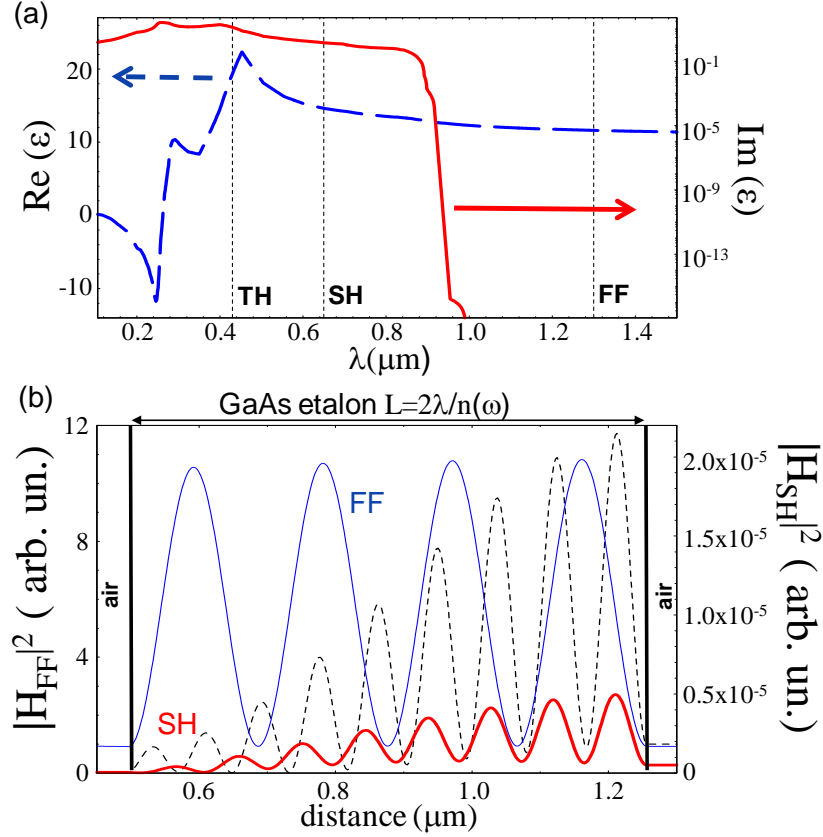 (a)
Re (ε)
20
10
0
-10
TH
SH
FF
10⁻¹
10⁻⁵
10⁻⁹
10⁻¹³
Im (ε)
0.2 0.4 0.6 0.8 1.0 1.2 1.4
λ(μm)
(b)
GaAs etalon L=2λ/n(ω)
|H_FF|² ( arb. un.)
12
8
4
0
air
FF
SH
air
2.0x10⁻⁵
1.5x10⁻⁵
1.0x10⁻⁵
0.5x10⁻⁵
0
|H_SH|² ( arb. un.)
0.6 0.8 1.0 1.2
distance (μm)